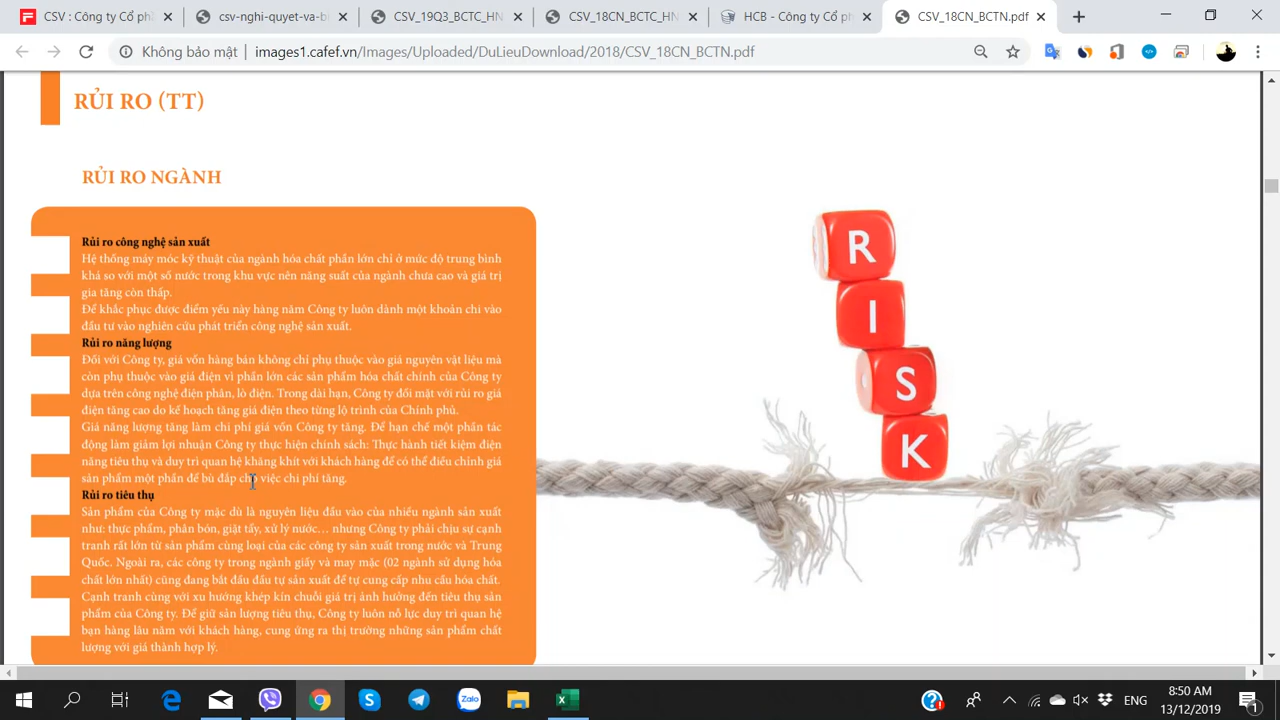 CSV : Công ty Cổ ph
csv-nghi-quyet-va-bi
CSV_19Q3_BCTC_HN
CSV_18CN_BCTC_HN
HCB - Công ty Cổ ph
CSV_18CN_BCTN.pdf
Không bảo mật
images1.cafef.vn/Images/Uploaded/DuLieuDownload/2018/CSV_18CN_BCTN.pdf
RỦI RO (TT)
RỦI RO NGÀNH
Rủi ro công nghệ sản xuất
Hệ thống máy móc kỹ thuật của ngành hóa chất phần lớn chỉ ở mức độ trung bình
khá so với một số nước trong khu vực nên năng suất của ngành chưa cao và giá trị
gia tăng còn thấp.
Để khắc phục được điểm yếu này hàng năm Công ty luôn dành một khoản chi vào
đầu tư vào nghiên cứu phát triển công nghệ sản xuất.
Rủi ro năng lượng
Đối với Công ty, giá vốn hàng bán không chỉ phụ thuộc vào giá nguyên vật liệu mà
còn phụ thuộc vào giá điện vì phần lớn các sản phẩm hóa chất chính của Công ty
dựa trên công nghệ điện phân, lò điện. Trong dài hạn, Công ty đối mặt với rủi ro giá
điện tăng cao do kế hoạch tăng giá điện theo từng lộ trình của Chính phủ.
Giá năng lượng tăng làm chi phí giá vốn Công ty tăng. Để hạn chế một phần tác
động làm giảm lợi nhuận Công ty thực hiện chính sách: Thực hành tiết kiệm điện
năng tiêu thụ và duy trì quan hệ khăng khít với khách hàng để có thể điều chỉnh giá
sản phẩm một phần để bù đắp cho việc chi phí tăng.
Rủi ro tiêu thụ
Sản phẩm của Công ty mặc dù là nguyên liệu đầu vào của nhiều ngành sản xuất
như: thực phẩm, phân bón, giặt tẩy, xử lý nước… nhưng Công ty phải chịu sự cạnh
tranh rất lớn từ sản phẩm cùng loại của các công ty sản xuất trong nước và Trung
Quốc. Ngoài ra, các công ty trong ngành giấy và may mặc (02 ngành sử dụng hóa
chất lớn nhất) cũng đang bắt đầu đầu tự sản xuất để tự cung cấp nhu cầu hóa chất.
Cạnh tranh cùng với xu hướng khép kín chuỗi giá trị ảnh hưởng đến tiêu thụ sản
phẩm của Công ty. Để giữ sản lượng tiêu thụ, Công ty luôn nỗ lực duy trì quan hệ
bạn hàng lâu năm với khách hàng, cung ứng ra thị trường những sản phẩm chất
lượng với giá thành hợp lý.
R
I
S
K
Zalo
ENG
8:50 AM
13/12/2019
1